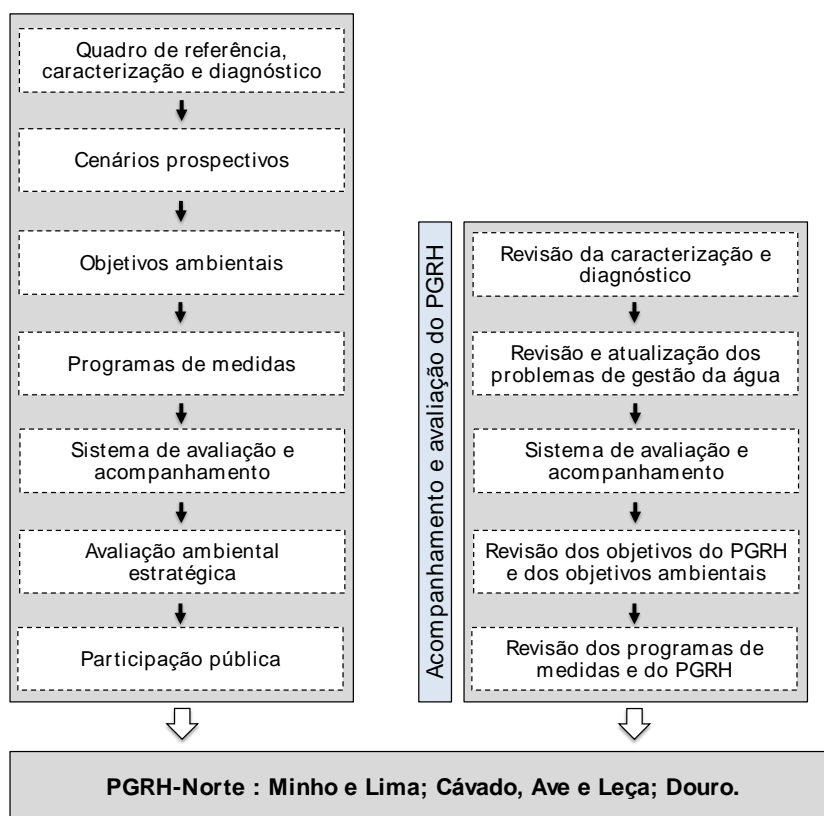 Quadro de referência,
caracterização e diagnóstico
Cenários prospectivos
Objetivos ambientais
Programas de medidas
Sistema de avaliação e
acompanhamento
Avaliação ambiental
estratégica
Participação pública
Acompanhamento e avaliação do PGRH
Revisão da caracterização e
diagnóstico
Revisão e atualização dos
problemas de gestão da água
Sistema de avaliação e
acompanhamento
Revisão dos objetivos do PGRH
e dos objetivos ambientais
Revisão dos programas de
medidas e do PGRH
PGRH-Norte : Minho e Lima; Cávado, Ave e Leça; Douro.